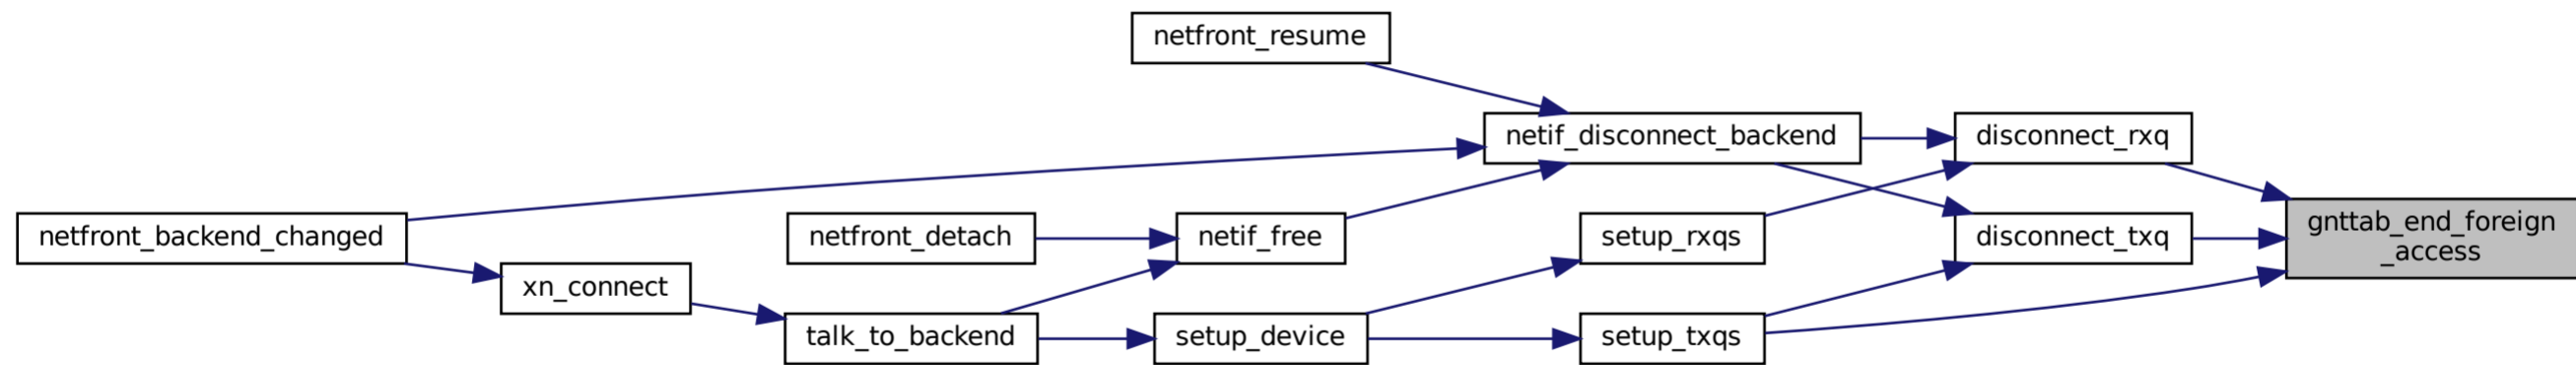 netfront_resume
netif_disconnect_backend
disconnect_rxq
netfront_backend_changed
netfront_detach
netif_free
setup_rxqs
disconnect_txq
gnttab_end_foreign
_access
xn_connect
talk_to_backend
setup_device
setup_txqs